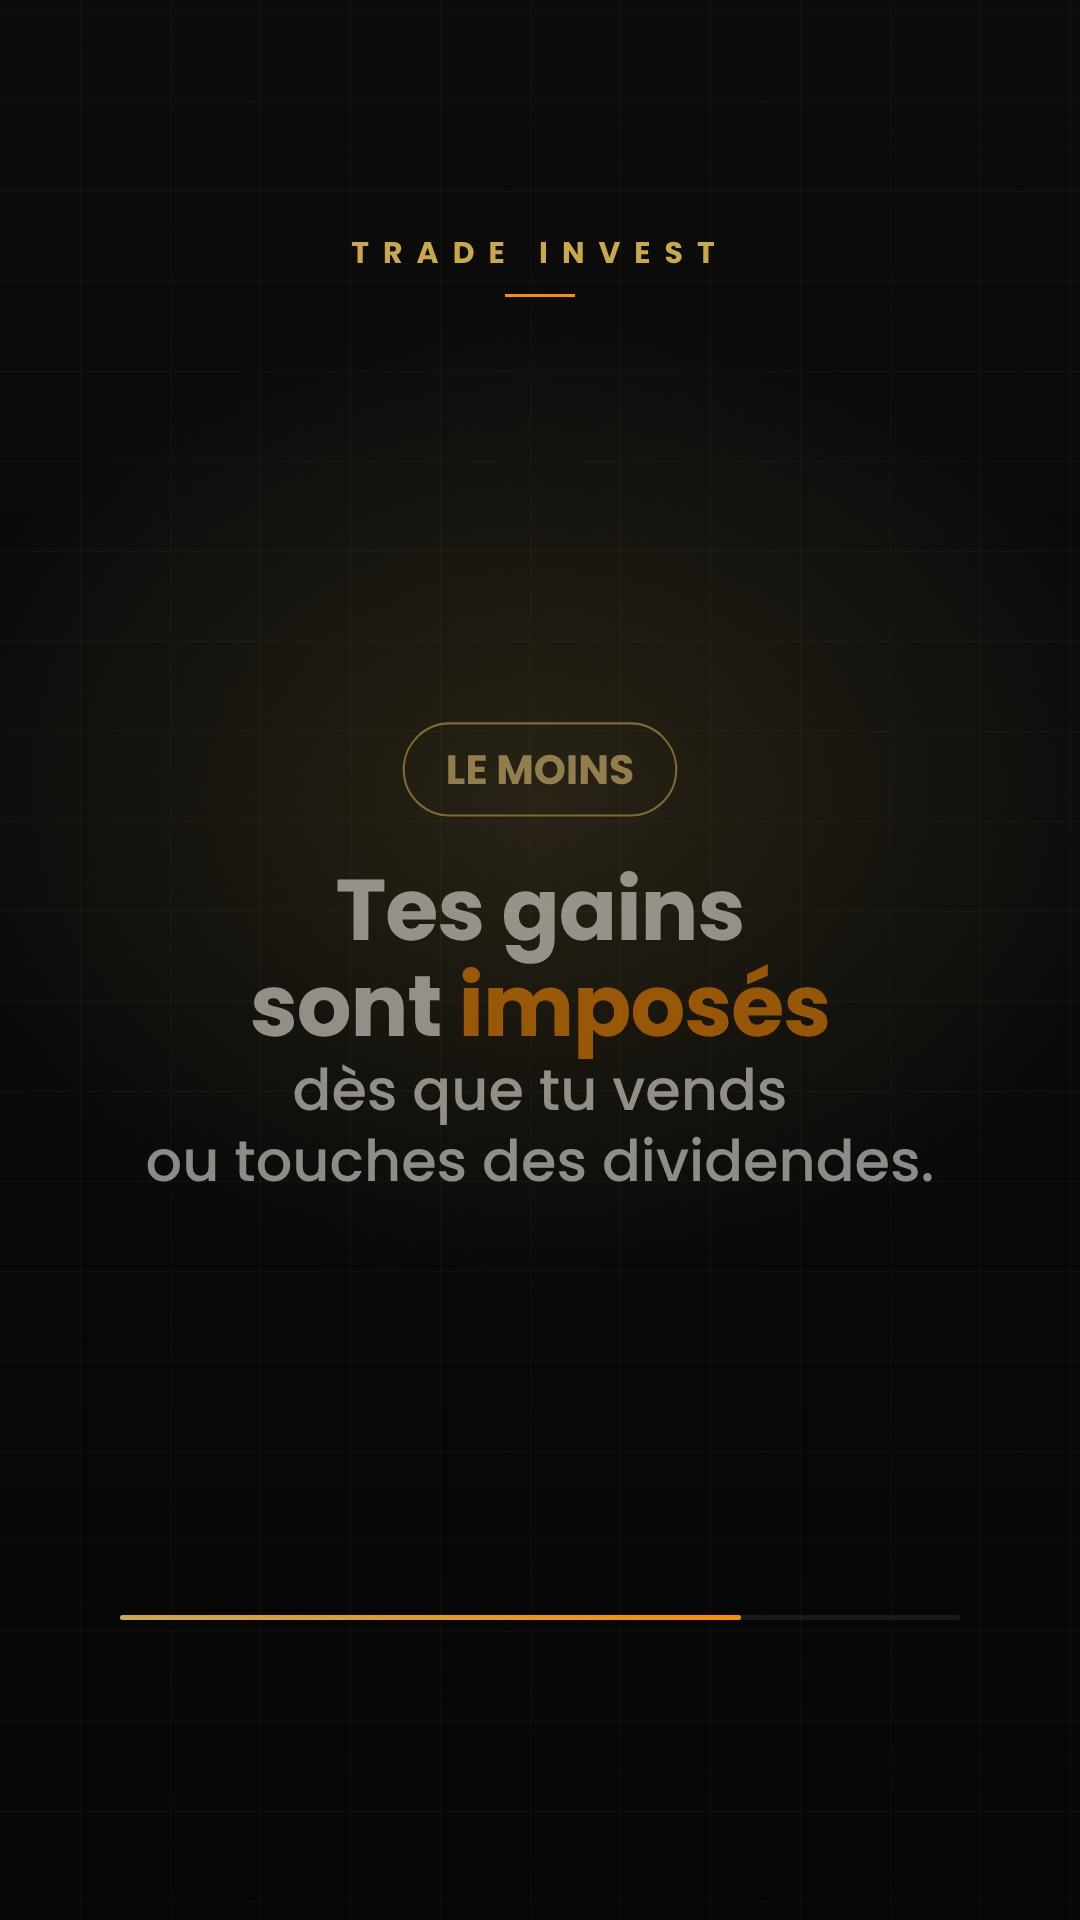 TRADE INVEST
LE MOINS
Tes gains
sont imposés
dès que tu vends
ou touches des dividendes.